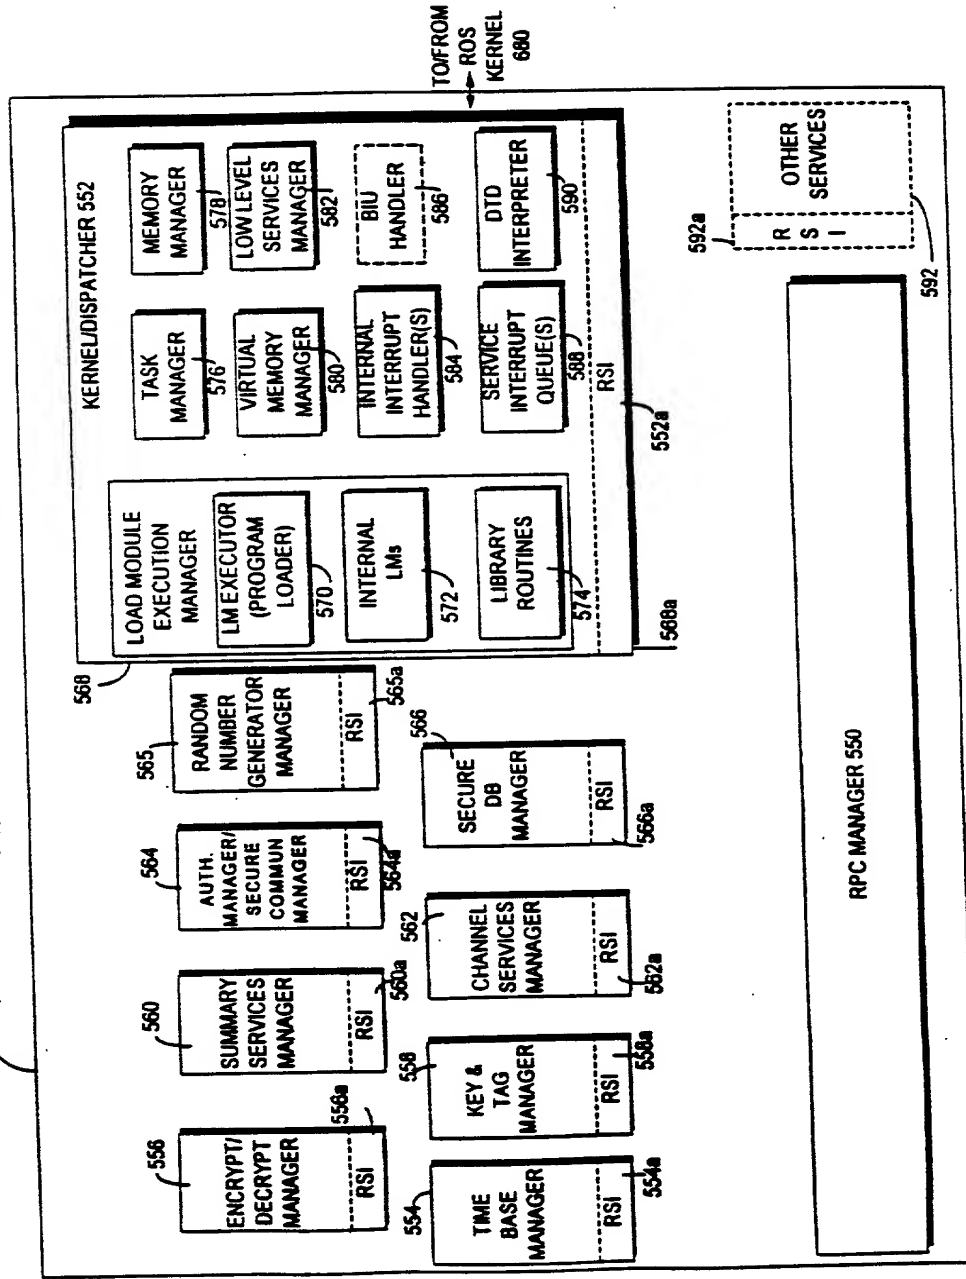 KERNEL/DISPATCHER 552
TO/FROM
ROS
KERNEL
680
LOAD MODULE
EXECUTION
MANAGER
568
LM EXECUTOR
(PROGRAM
LOADER)
570
INTERNAL
LMs
572
LIBRARY
ROUTINES
574
568a
TASK
MANAGER
576
VIRTUAL
MEMORY
MANAGER
580
INTERNAL
INTERRUPT
HANDLER(S)
584
SERVICE
INTERRUPT
QUEUE(S)
588
MEMORY
MANAGER
578
LOW LEVEL
SERVICES
MANAGER
582
BIU
HANDLER
586
DTD
INTERPRETER
590
RSI
552a
556
ENCRYPT/
DECRYPT
MANAGER
RSI
556a
560
SUMMARY
SERVICES
MANAGER
RSI
560a
564
AUTH.
MANAGER/
SECURE
COMMUN
MANAGER
RSI
564a
565
RANDOM
NUMBER
GENERATOR
MANAGER
RSI
565a
554
TIME
BASE
MANAGER
RSI
554a
558
KEY &
TAG
MANAGER
RSI
558a
562
CHANNEL
SERVICES
MANAGER
RSI
562a
566
SECURE
DB
MANAGER
RSI
566a
592a
R
S
I
OTHER
SERVICES
592
RPC MANAGER 550